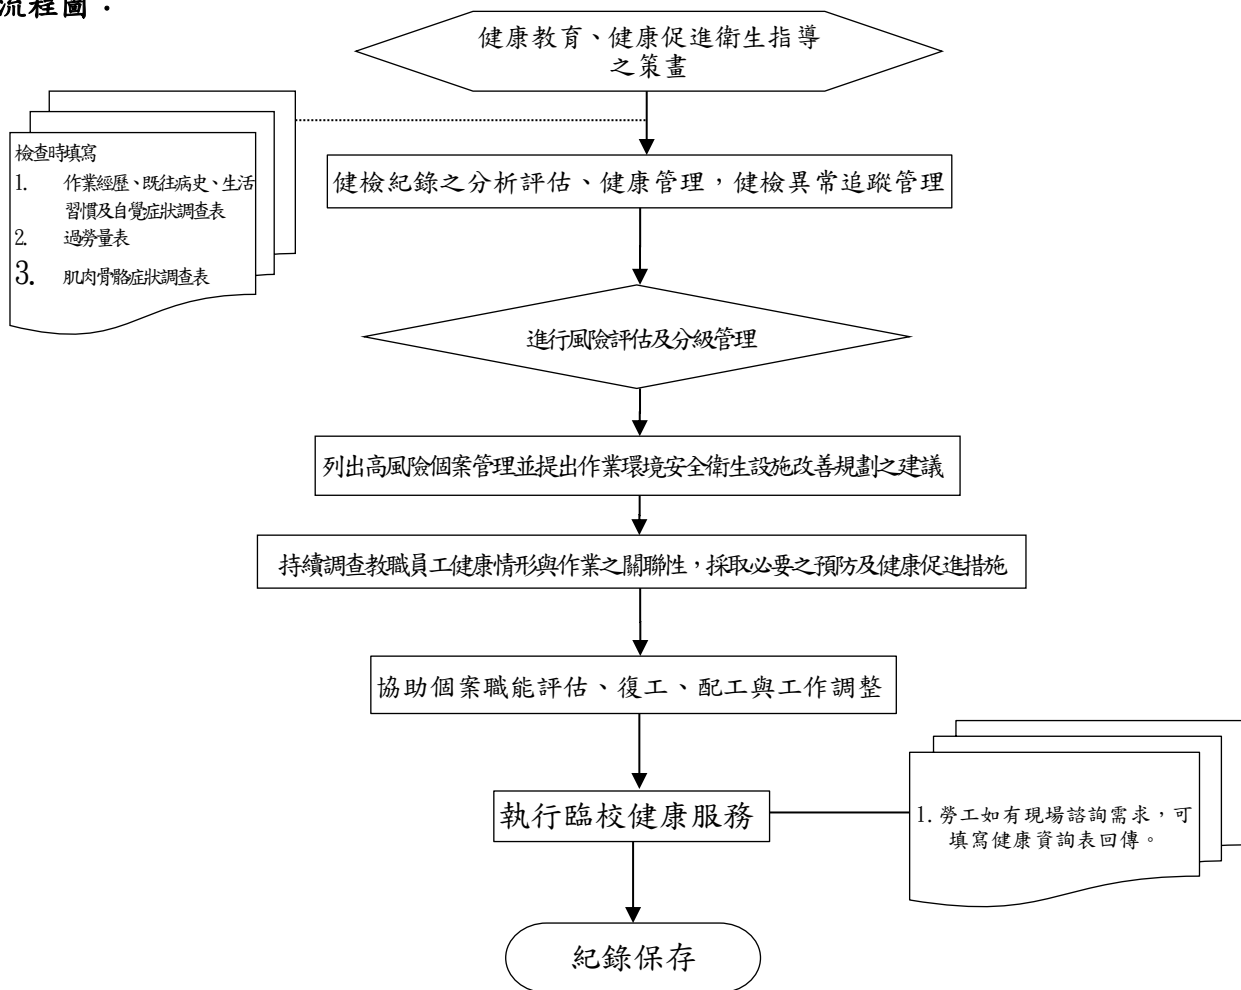 流程圖：
健康教育、健康促進衛生指導
之策畫
檢查時填寫
1. 作業經歷、既往病史、生活
習慣及自覺症狀調查表
2. 過勞量表
3. 肌肉骨骼症狀調查表
健檢紀錄之分析評估、健康管理，健檢異常追蹤管理
進行風險評估及分級管理
列出高風險個案管理並提出作業環境安全衛生設施改善規劃之建議
持續調查教職員工健康情形與作業之關聯性，採取必要之預防及健康促進措施
協助個案職能評估、復工、配工與工作調整
執行臨校健康服務
1. 勞工如有現場諮詢需求，可
填寫健康資訊表回傳。
紀錄保存